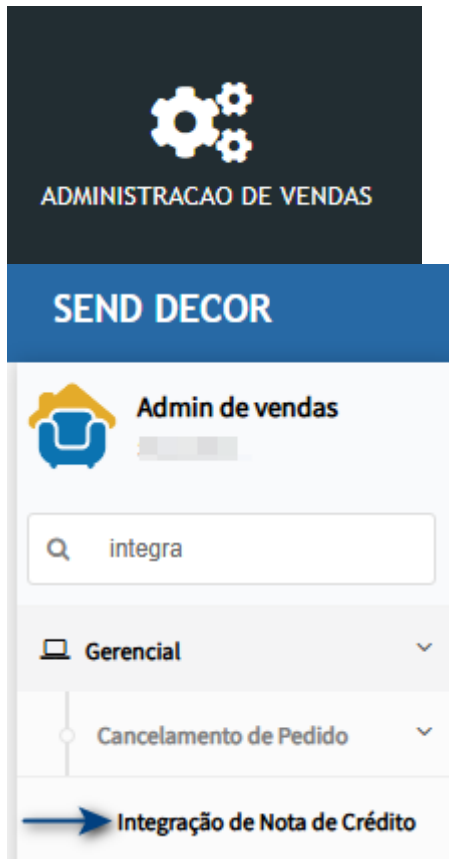 ADMINISTRACAO DE VENDAS
SEND DECOR
Admin de vendas
integra
Gerencial
Cancelamento de Pedido
Integração de Nota de Crédito